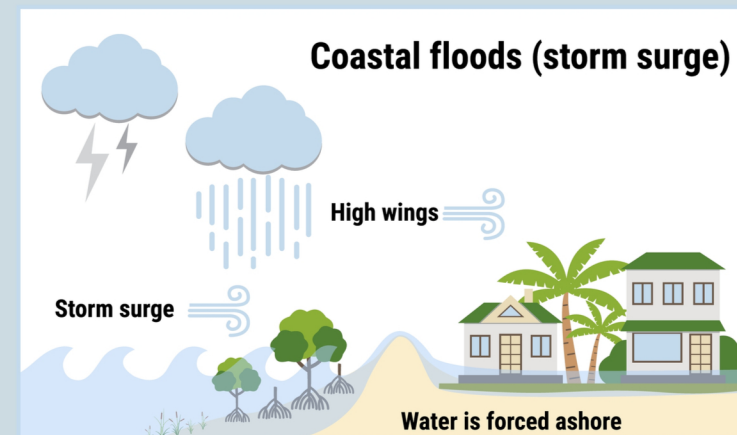 Coastal floods (storm surge)
High wings
Storm surge
Water is forced ashore